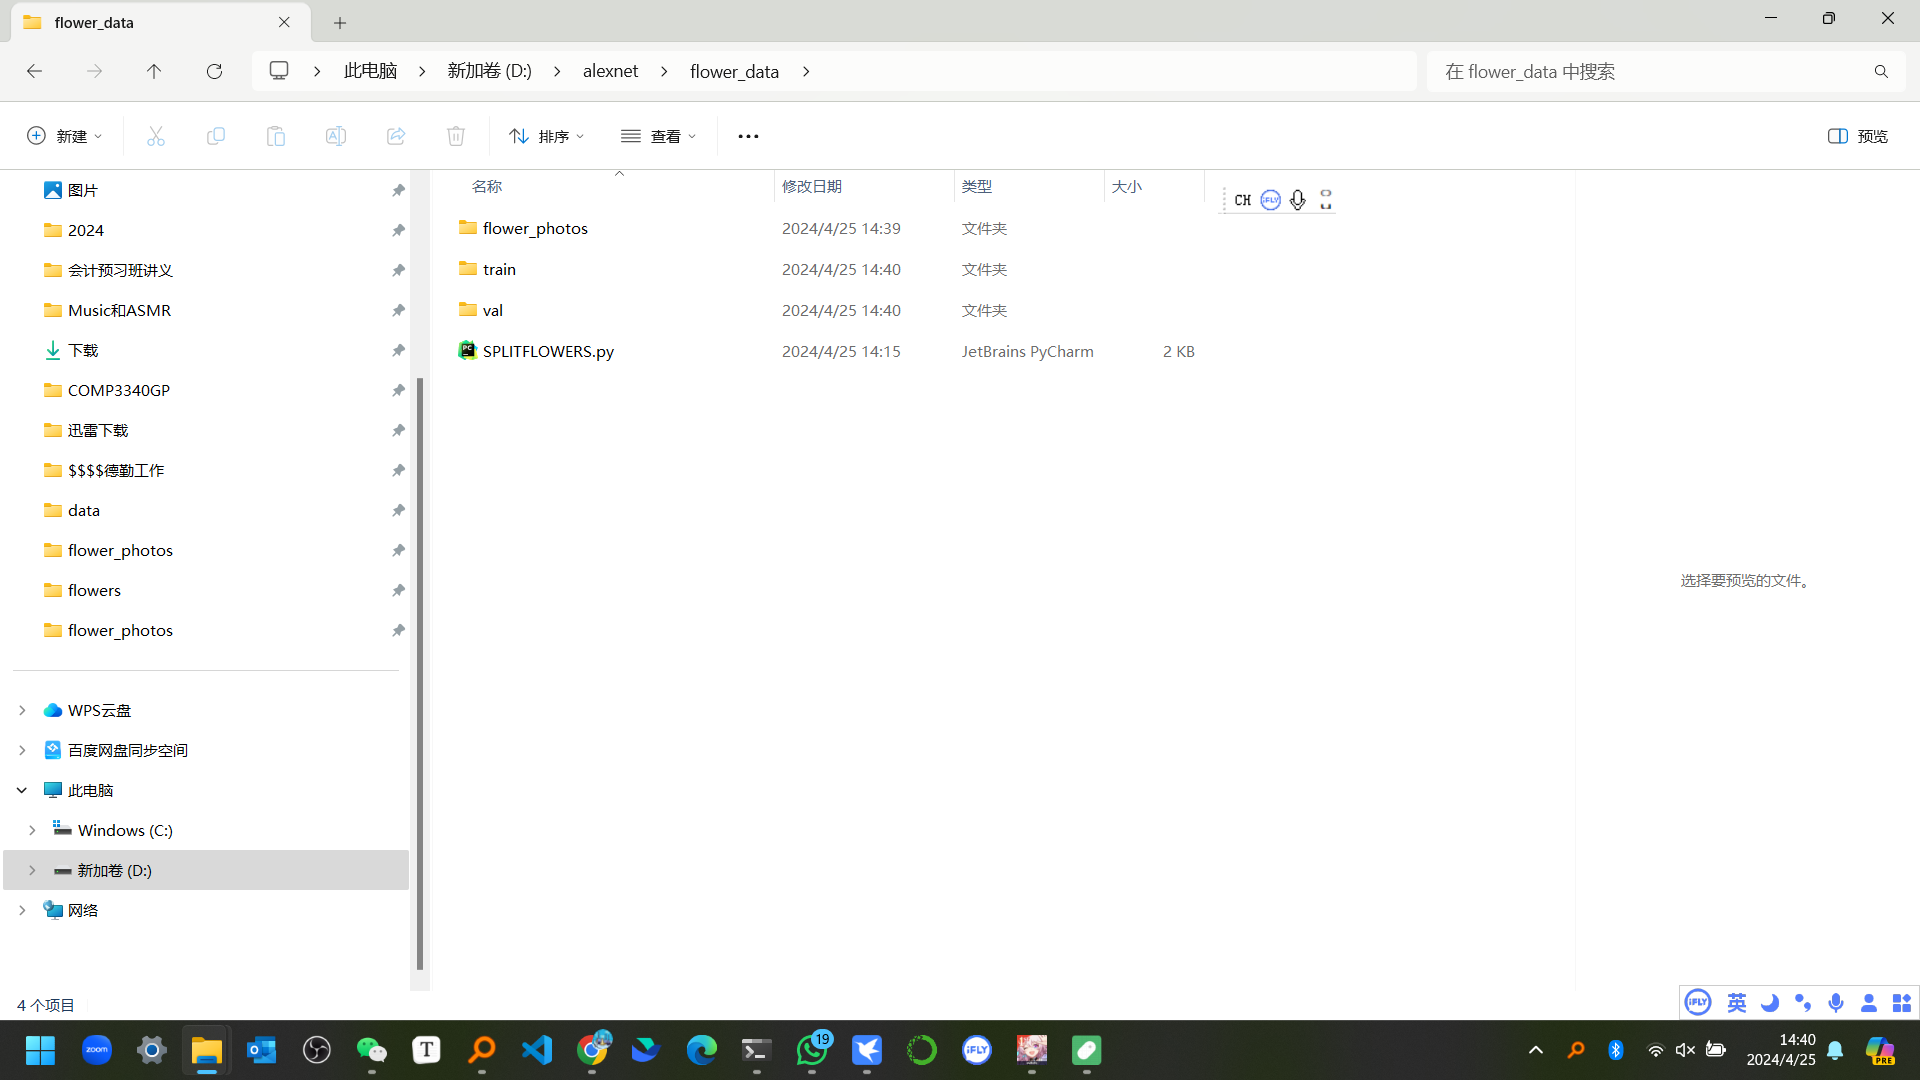 flower_data
此电脑 新加卷 (D:) alexnet flower_data
在 flower_data 中搜索
新建 排序 查看 预览
图片
2024
会计预习班讲义
Music和ASMR
下载
COMP3340GP
迅雷下载
$$$$德勤工作
data
flower_photos
flowers
flower_photos
WPS云盘
百度网盘同步空间
此电脑
Windows (C:)
新加卷 (D:)
网络
名称 修改日期 类型 大小
flower_photos 2024/4/25 14:39 文件夹
train 2024/4/25 14:40 文件夹
val 2024/4/25 14:40 文件夹
SPLITFLOWERS.py 2024/4/25 14:15 JetBrains PyCharm 2 KB
CH iFLY
选择要预览的文件。
4 个项目
iFLY 英
zoom T 19 iFLY
14:40
2024/4/25
PRE